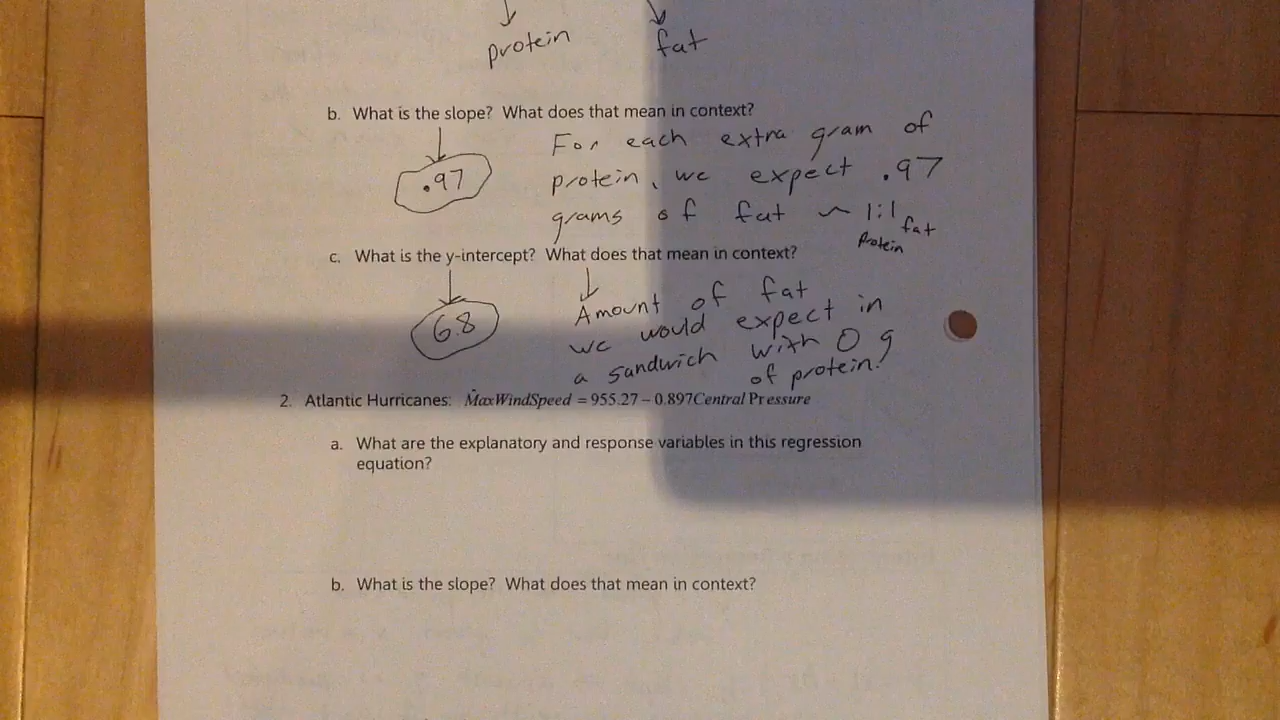 protein fat
b. What is the slope? What does that mean in context?
.97
For each extra gram of
protein, we expect .97
grams of fat ~ 1:1
Protein fat
c. What is the y-intercept? What does that mean in context?
6.8
Amount of fat
we would expect in
a sandwich with 0 g
of protein.
2. Atlantic Hurricanes: M̂axWindSpeed = 955.27 – 0.897Central Pressure
a. What are the explanatory and response variables in this regression
equation?
b. What is the slope? What does that mean in context?